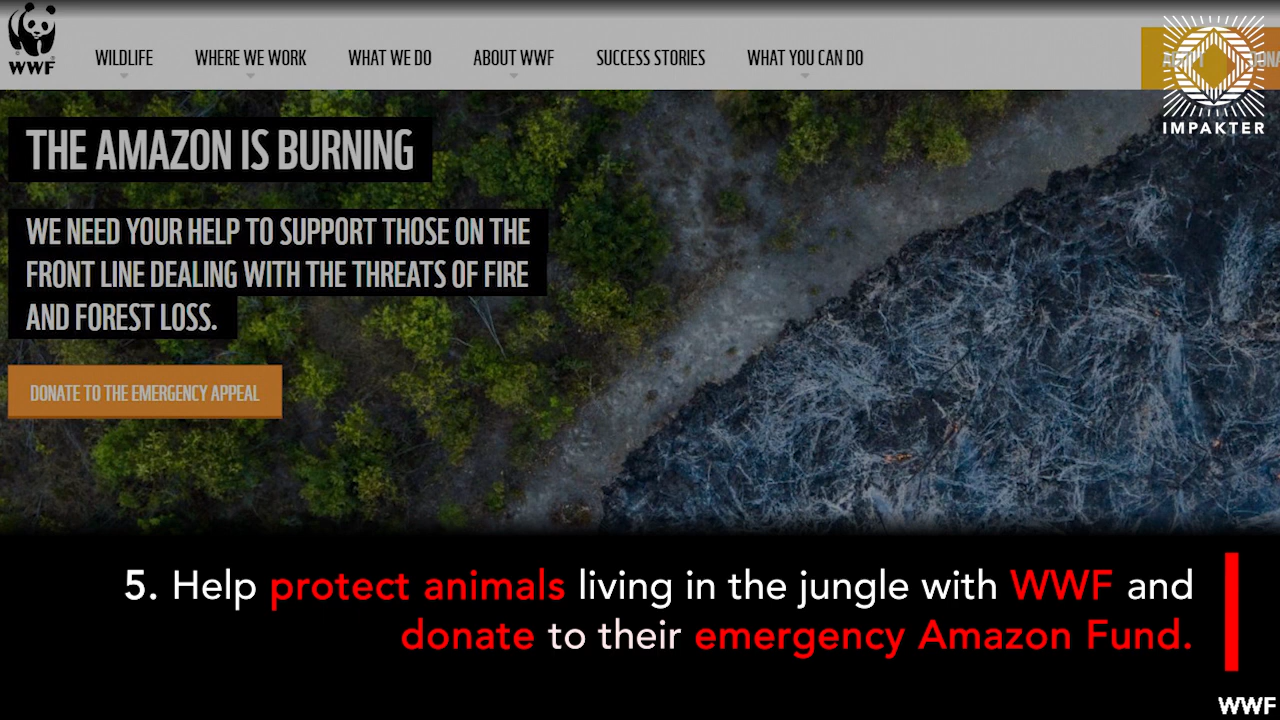 WWF
WILDLIFE
WHERE WE WORK
WHAT WE DO
ABOUT WWF
SUCCESS STORIES
WHAT YOU CAN DO
IMPAKTER
THE AMAZON IS BURNING
WE NEED YOUR HELP TO SUPPORT THOSE ON THE
FRONT LINE DEALING WITH THE THREATS OF FIRE
AND FOREST LOSS.
DONATE TO THE EMERGENCY APPEAL
5. Help protect animals living in the jungle with WWF and
donate to their emergency Amazon Fund.
WWF